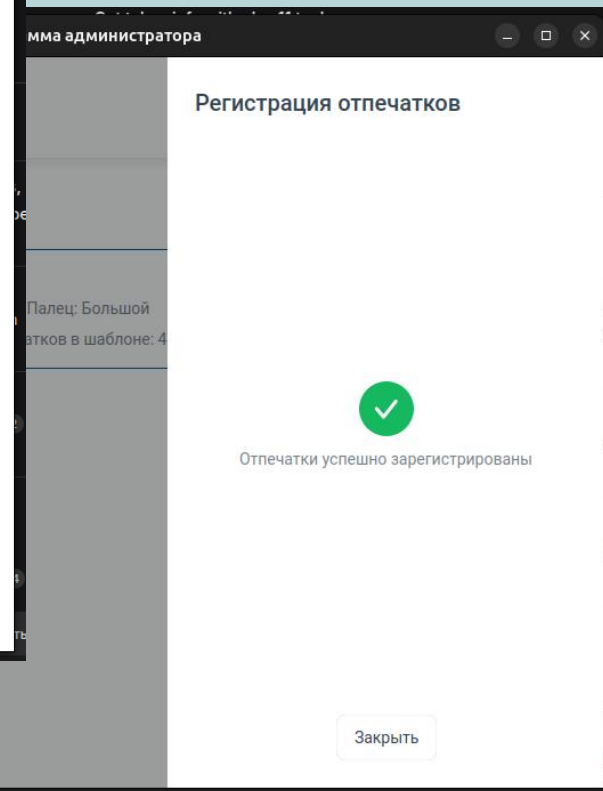 мма администратора
Регистрация отпечатков
Палец: Большой
атков в шаблоне: 4
Отпечатки успешно зарегистрированы
Закрыть